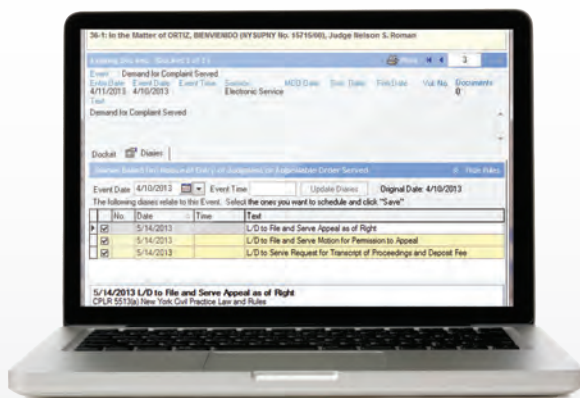 36-1: In the Matter of ORTIZ, BIENVENIDO (NYSUPNY No. 15715/06), Judge Nelson S. Roman
Print 3
Event Demand for Complaint Served
Entry Date Event Date Event Time Service Documents
4/11/2013 4/10/2013 Electronic Service 0
Text
Demand for Complaint Served
Docket Diaries
Hide Rules
Event Date 4/10/2013 Event Time Update Diaries Original Date: 4/10/2013
The following diaries relate to this Event. Select the ones you want to schedule and click "Save"
No. Date Time Text
5/14/2013 L/D to File and Serve Appeal as of Right
5/14/2013 L/D to File and Serve Motion for Permission to Appeal
5/14/2013 L/D to Serve Request for Transcript of Proceedings and Deposit Fee
5/14/2013 L/D to File and Serve Appeal as of Right
CPLR 5513(a) New York Civil Practice Law and Rules